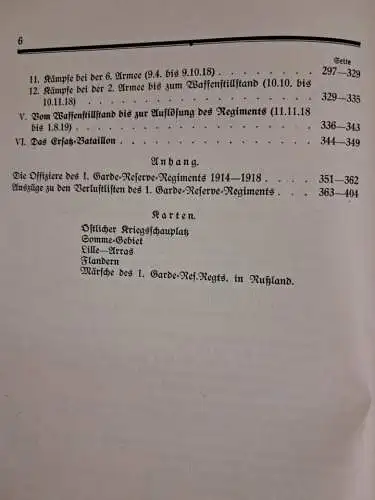 6
Seite
11. Kämpfe bei der 6. Armee (9.4. bis 9.10.18) . . . . . . . . 297—329
12. Kämpfe bei der 2. Armee bis zum Waffenstillstand (10.10. bis
10.11.18) . . . . . . . . . . . . 329—335
V. Vom Waffenstillstand bis zur Auflösung des Regiments (11.11.18
bis 1.8.19) . . . . . . . . . . . . 336—343
VI. Das Ersatz-Bataillon . . . . . . . . . . . 344—349
Anhang.
Die Offiziere des 1. Garde-Reserve-Regiments 1914—1918 . . . . 351—362
Auszüge zu den Verlustlisten des 1. Garde-Reserve-Regiments . . . . 363—404
Karten.
Östlicher Kriegsschauplatz
Somme-Gebiet
Lille—Arras
Flandern
Märsche des 1. Garde-Res.Regts. in Rußland.